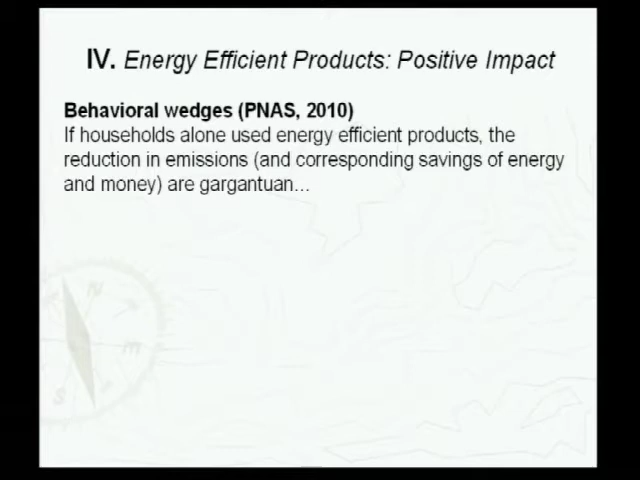 IV. Energy Efficient Products: Positive Impact
Behavioral wedges (PNAS, 2010)
If households alone used energy efficient products, the
reduction in emissions (and corresponding savings of energy
and money) are gargantuan...
N
E
S